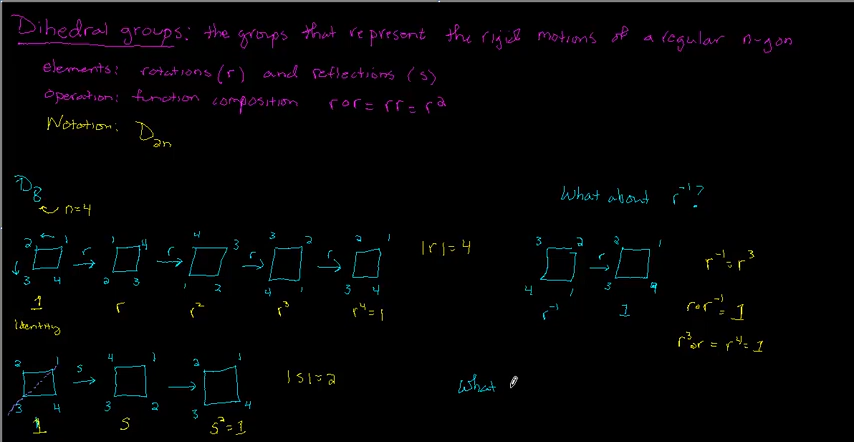 Dihedral groups: the groups that represent the rigid motions of a regular n-gon
elements: rotations (r) and reflections (s)
operation: function composition r∘r = rr = r²
Notation: D₂ₙ
D₈
n=4
2 1 r 1 4 r 4 3 r 3 2 r 2 1
3 4 2 3 1 2 4 1 3 4
1 r r² r³ r⁴=1
Identity
|r|=4
2 1 s 4 1 2 1
3 4 3 2 3 4
1 s s²=1
|s|=2
What about r⁻¹?
3 2 r 2 1
4 1 3 4
r⁻¹ 1
r⁻¹=r³
r∘r⁻¹=1
r³∘r = r⁴=1
What